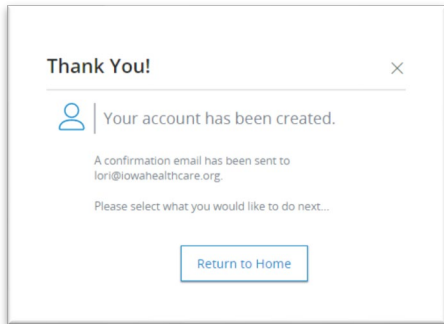 Thank You!
Your account has been created.
A confirmation email has been sent to
lori@iowahealthcare.org.
Please select what you would like to do next...
Return to Home